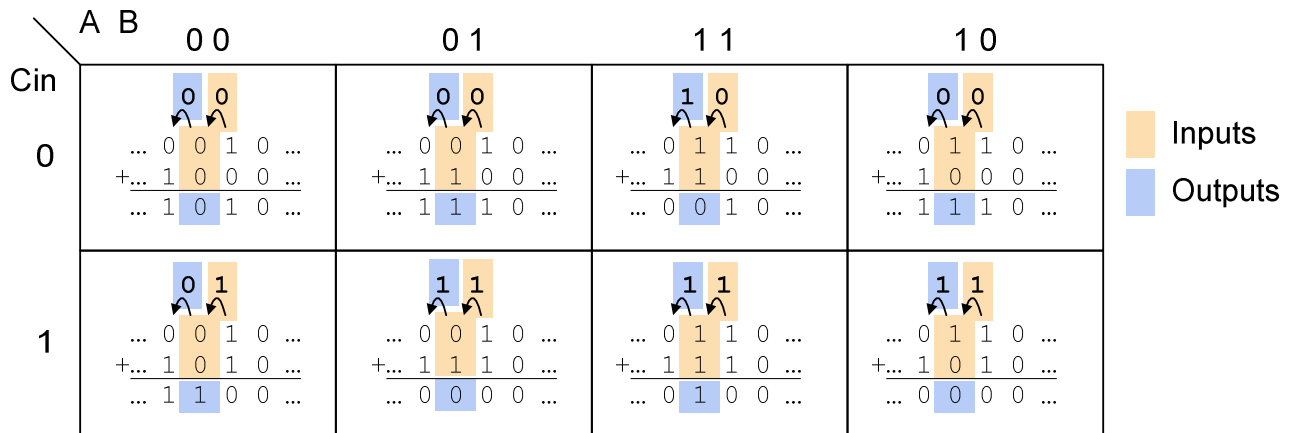 A B
0 0 0 1 1 1 1 0
Cin
0 0 0 0 1 0 0 0
... 0 0 1 0 ... ... 0 0 1 0 ... ... 0 1 1 0 ... ... 0 1 1 0 ...
0
+... 1 0 0 0 ... +... 1 1 0 0 ... +... 1 1 0 0 ... +... 1 0 0 0 ...
... 1 0 1 0 ... ... 1 1 1 0 ... ... 0 0 1 0 ... ... 1 1 1 0 ...
Inputs
Outputs
0 1 1 1 1 1 1 1
... 0 0 1 0 ... ... 0 0 1 0 ... ... 0 1 1 0 ... ... 0 1 1 0 ...
1
+... 1 0 1 0 ... +... 1 1 1 0 ... +... 1 1 1 0 ... +... 1 0 1 0 ...
... 1 1 0 0 ... ... 0 0 0 0 ... ... 0 1 0 0 ... ... 0 0 0 0 ...